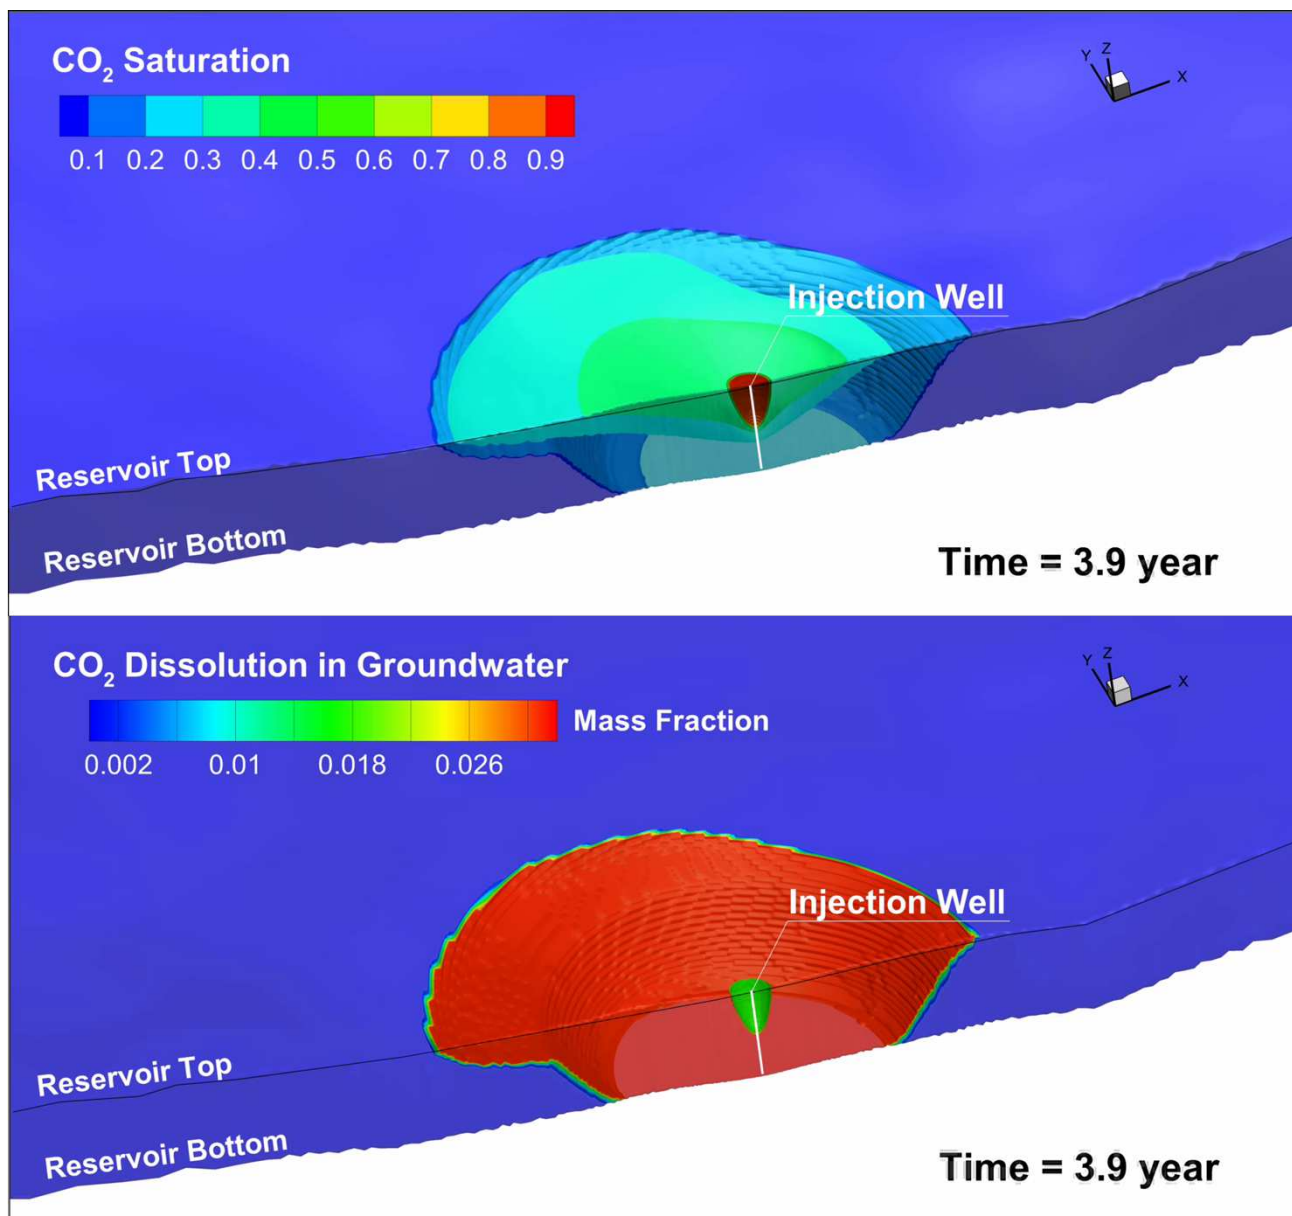 CO₂ Saturation
0.1 0.2 0.3 0.4 0.5 0.6 0.7 0.8 0.9
Y Z X
Injection Well
Reservoir Top
Reservoir Bottom
Time = 3.9 year
CO₂ Dissolution in Groundwater
Mass Fraction
0.002 0.01 0.018 0.026
Y Z X
Injection Well
Reservoir Top
Reservoir Bottom
Time = 3.9 year